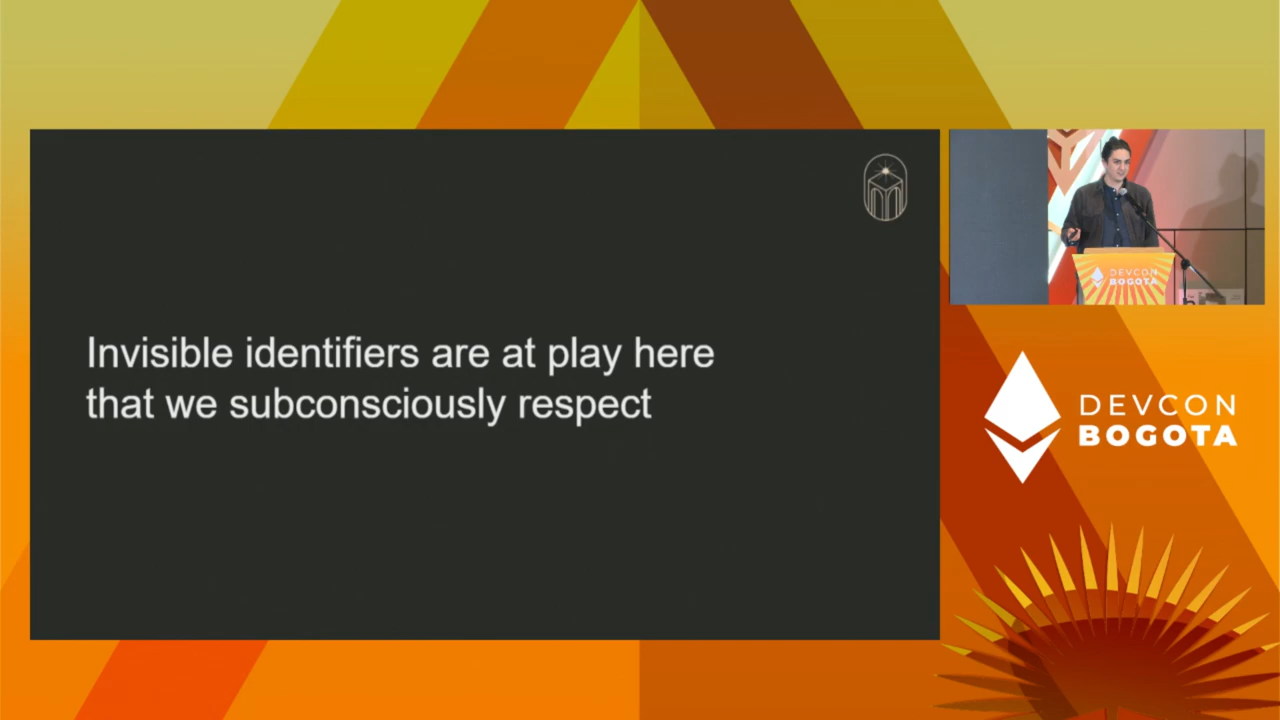 Invisible identifiers are at play here
that we subconsciously respect
DEVCON
BOGOTA
DEVCON
BOGOTA